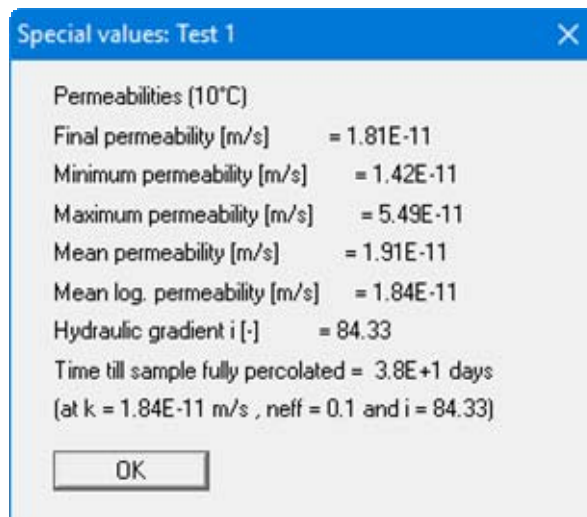 Special values: Test 1
Permeabilities (10°C)
Final permeability [m/s] = 1.81E-11
Minimum permeability [m/s] = 1.42E-11
Maximum permeability [m/s] = 5.49E-11
Mean permeability [m/s] = 1.91E-11
Mean log. permeability [m/s] = 1.84E-11
Hydraulic gradient i [-] = 84.33
Time till sample fully percolated = 3.8E+1 days
(at k = 1.84E-11 m/s , neff = 0.1 and i = 84.33)
OK